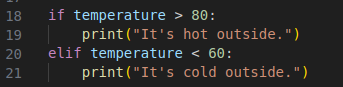 18 if temperature > 80:
19     print("It's hot outside.")
20 elif temperature < 60:
21     print("It's cold outside.")